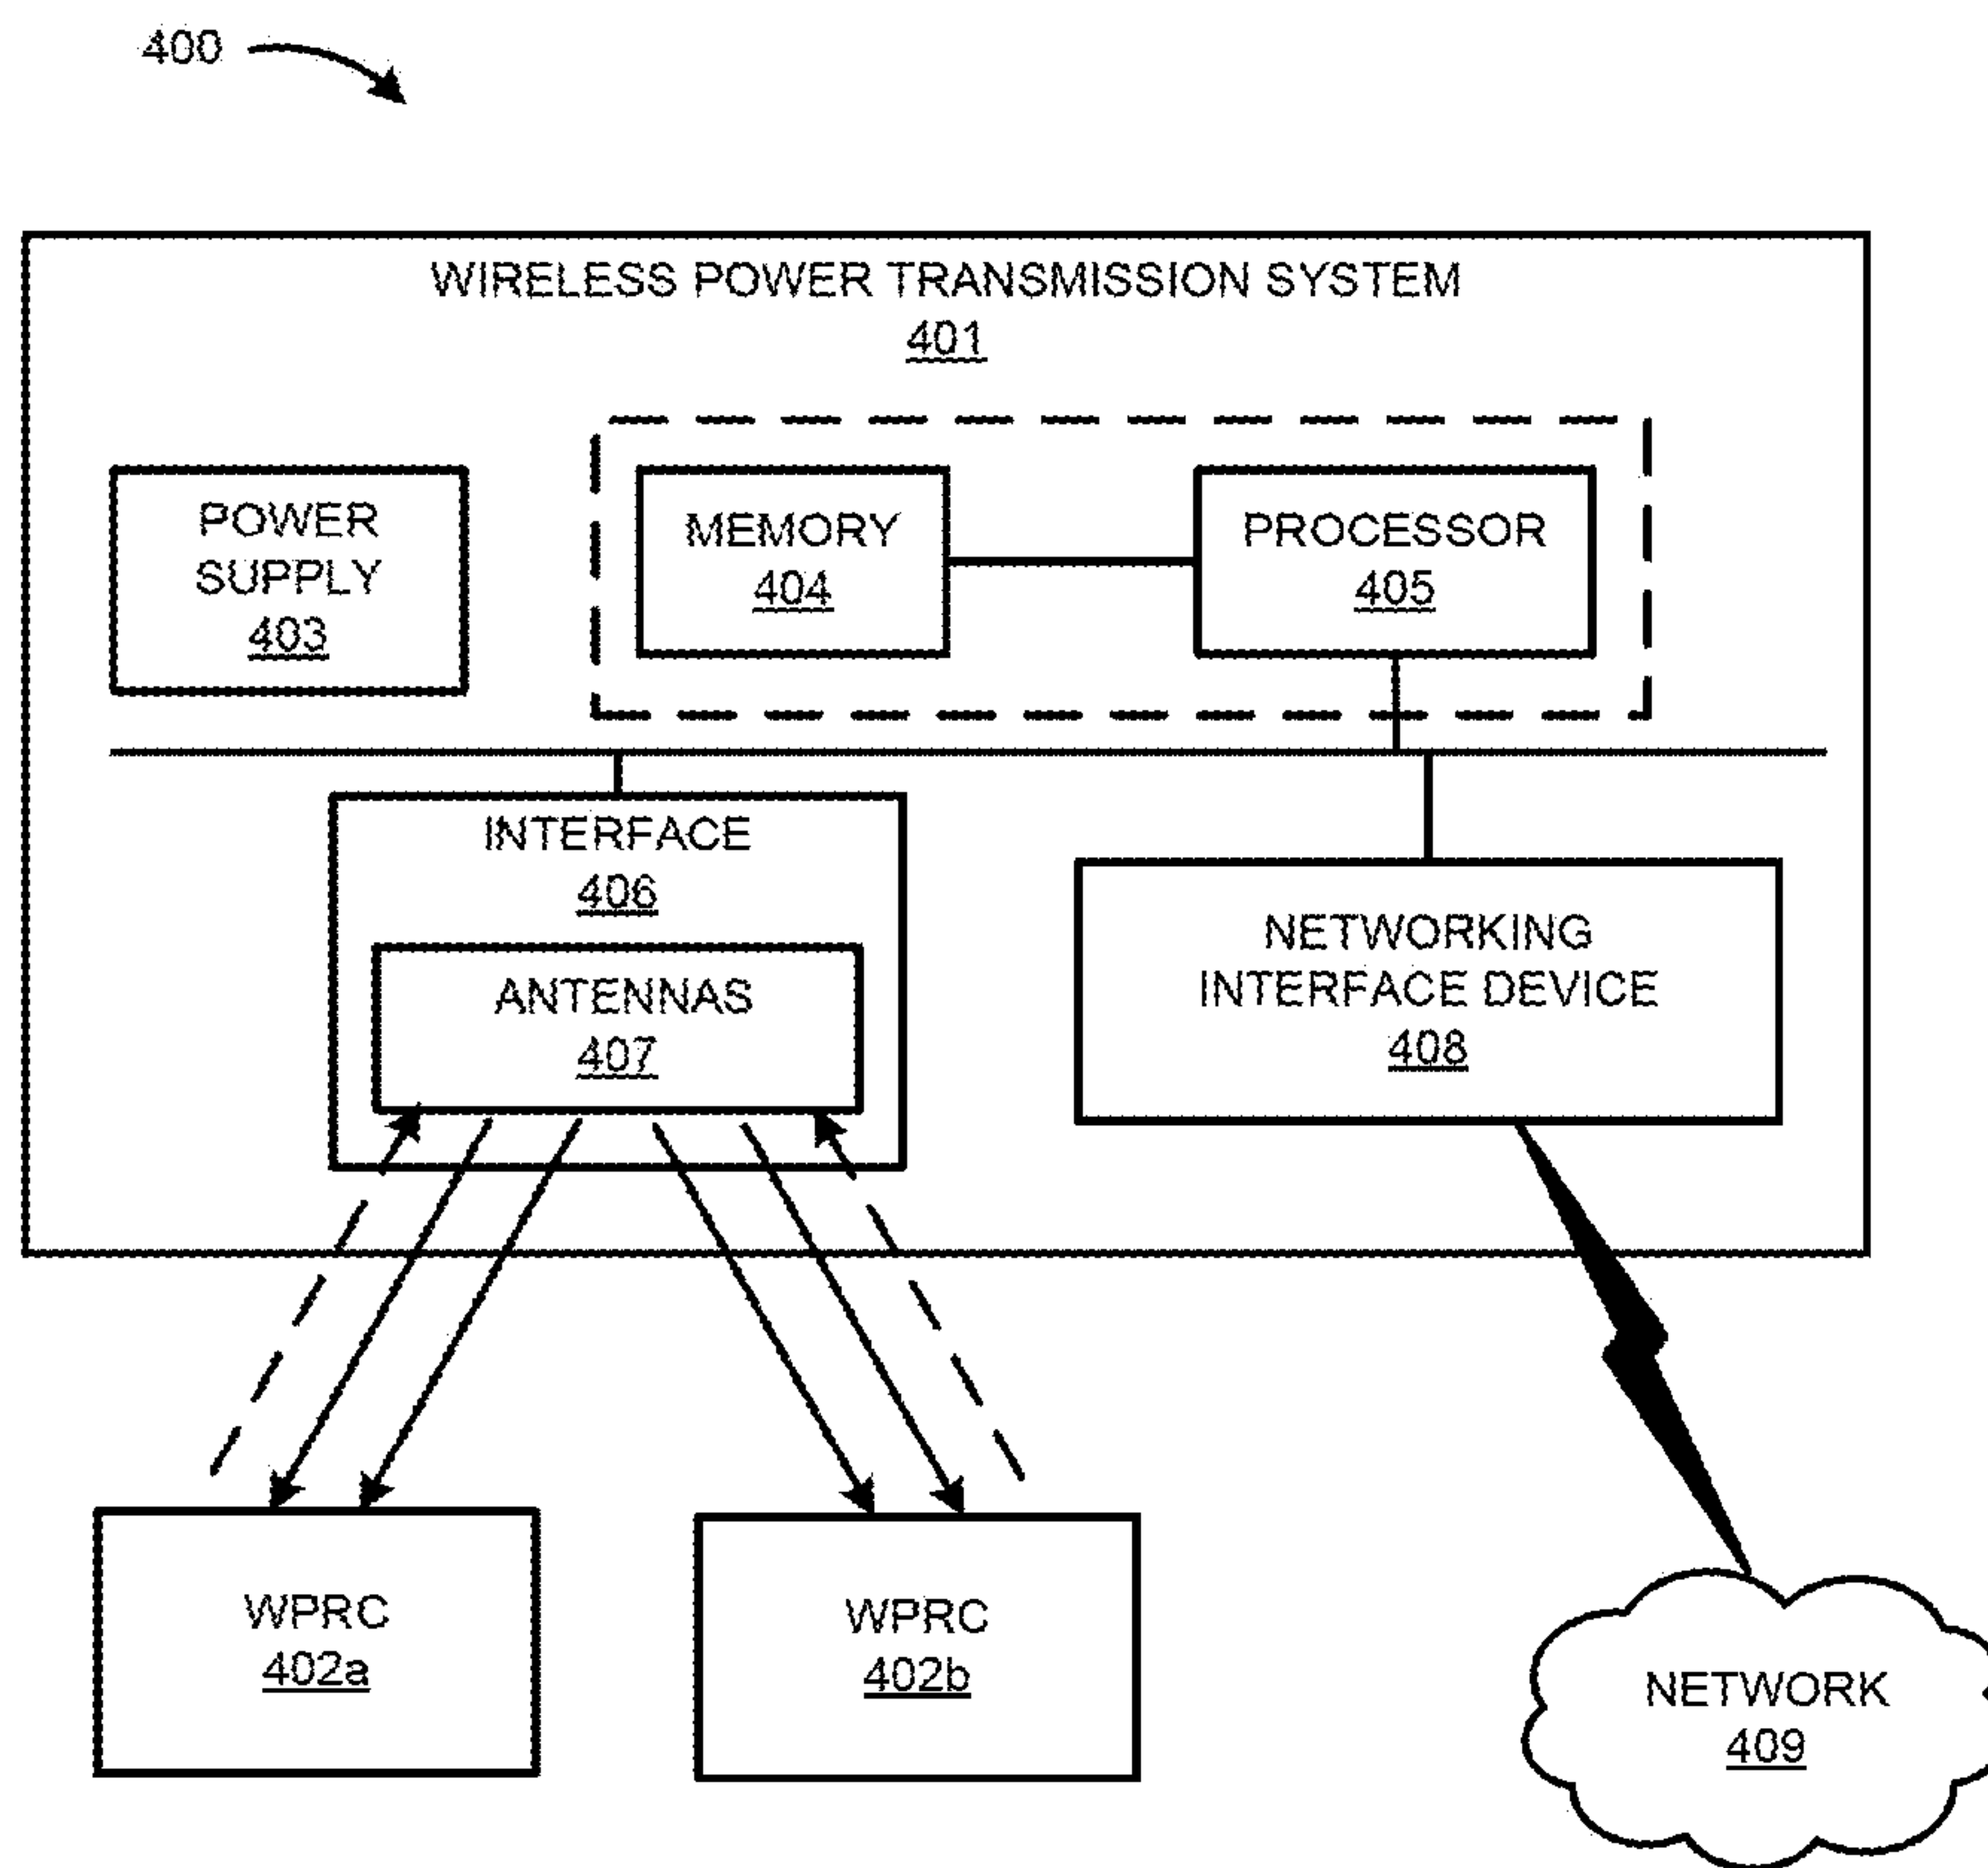 400
WIRELESS POWER TRANSMISSION SYSTEM
401
POWER
SUPPLY
403
MEMORY
404
PROCESSOR
405
INTERFACE
406
ANTENNAS
407
NETWORKING
INTERFACE DEVICE
408
WPRC
402a
WPRC
402b
NETWORK
409